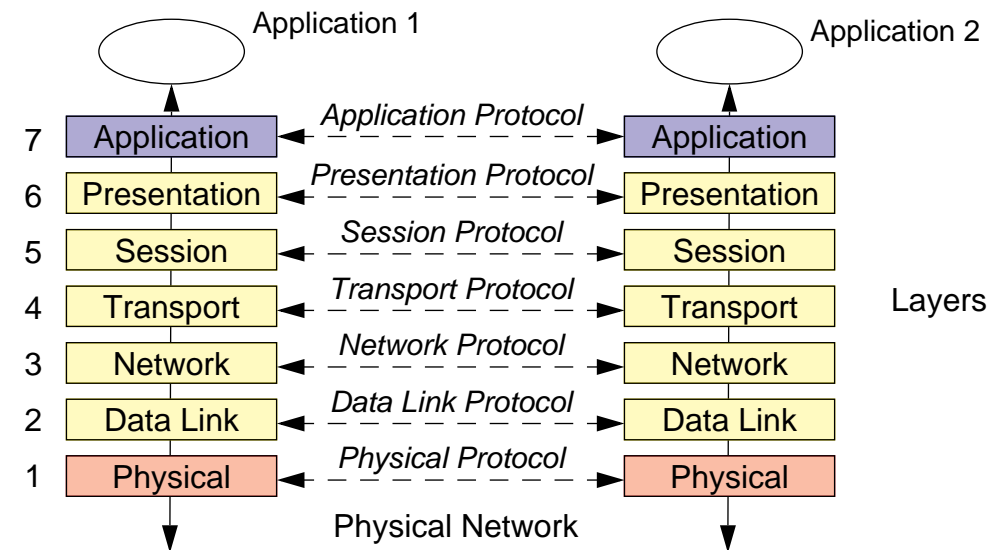 Application 1
Application 2
7 Application Application Protocol Application
6 Presentation Presentation Protocol Presentation
5 Session Session Protocol Session
4 Transport Transport Protocol Transport
Layers
3 Network Network Protocol Network
2 Data Link Data Link Protocol Data Link
1 Physical Physical Protocol Physical
Physical Network